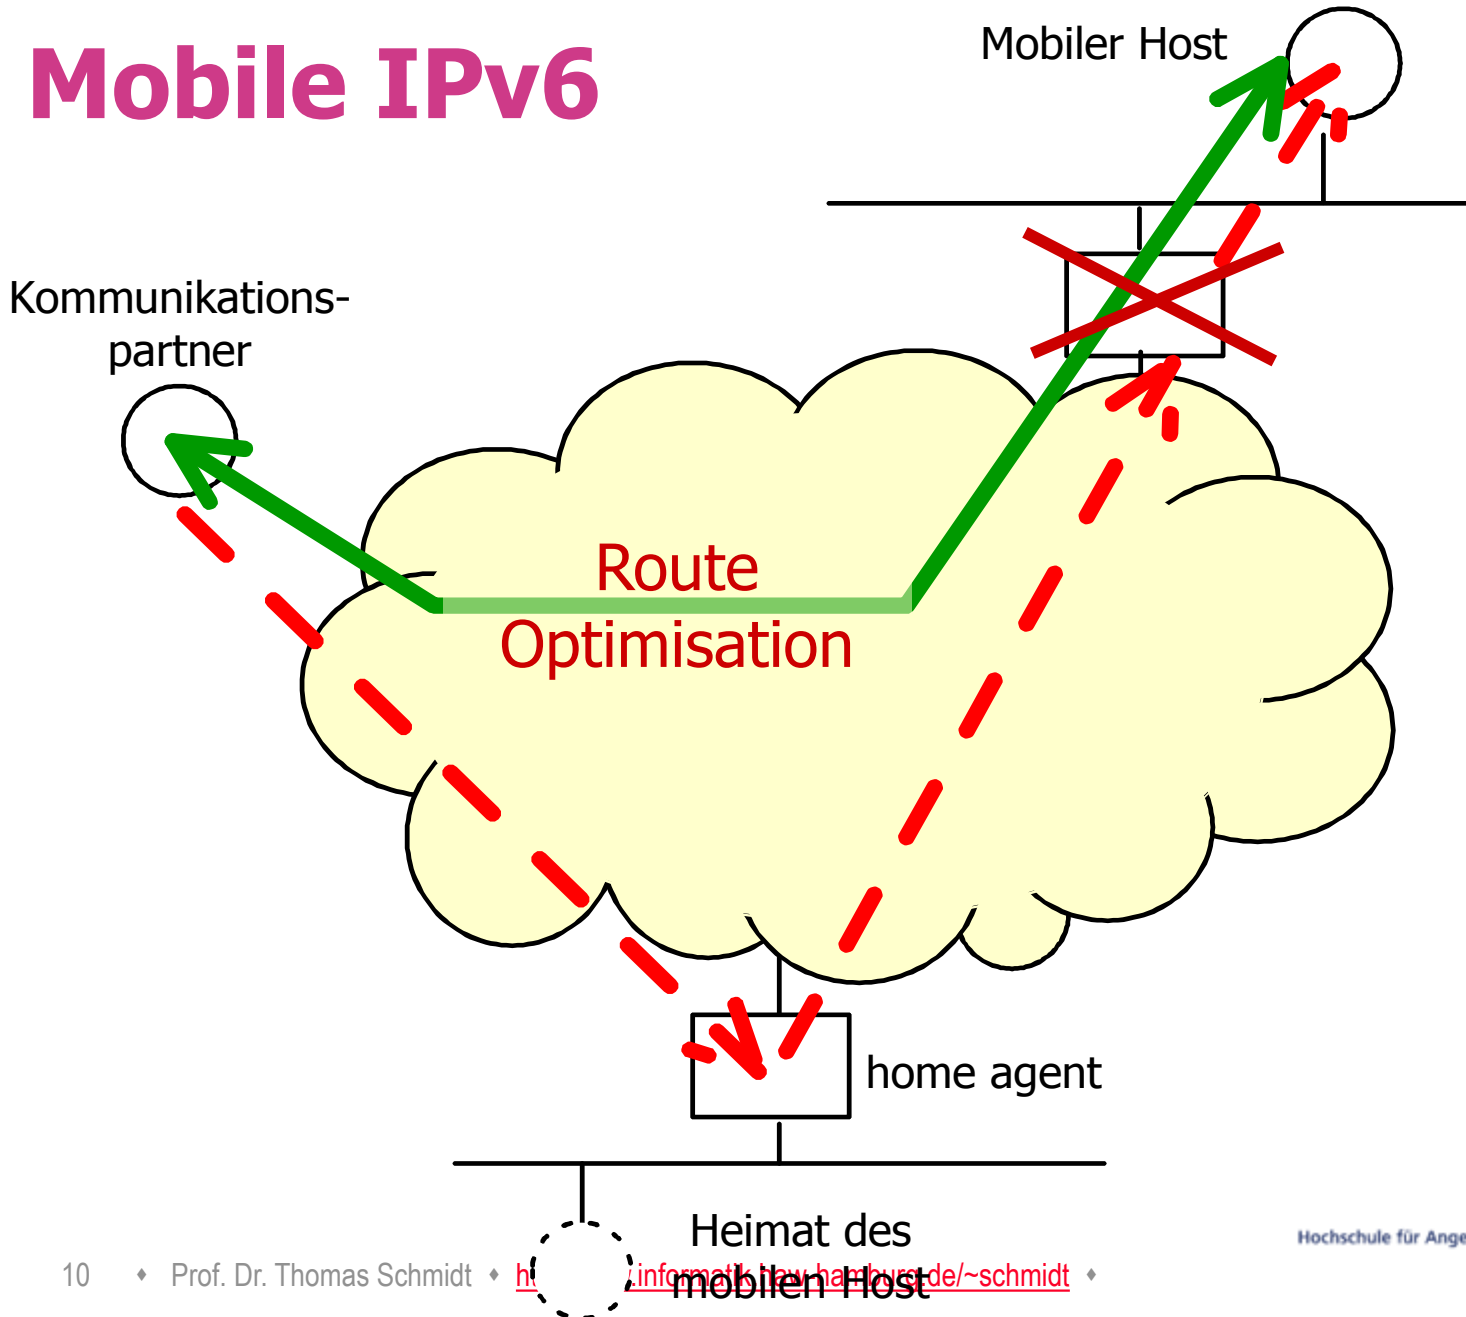 Mobile IPv6
Mobiler Host
Kommunikations-
partner
Route
Optimisation
home agent
Heimat des
mobilen Host
10 ♦ Prof. Dr. Thomas Schmidt ♦ .informatik.haw-hamburg.de/~schmidt ♦
Hochschule für Ange